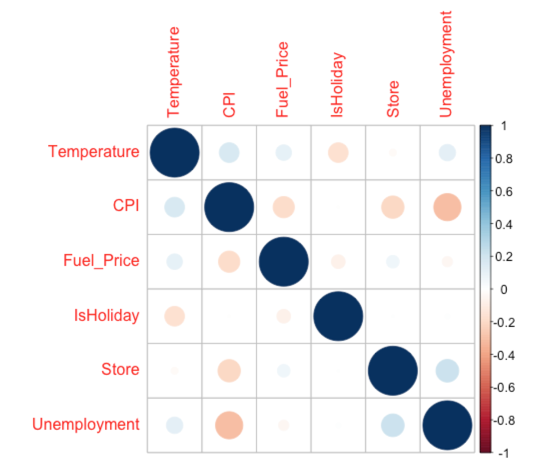 Temperature
CPI
Fuel_Price
IsHoliday
Store
Unemployment
Temperature
CPI
Fuel_Price
IsHoliday
Store
Unemployment
1
0.8
0.6
0.4
0.2
0
-0.2
-0.4
-0.6
-0.8
-1